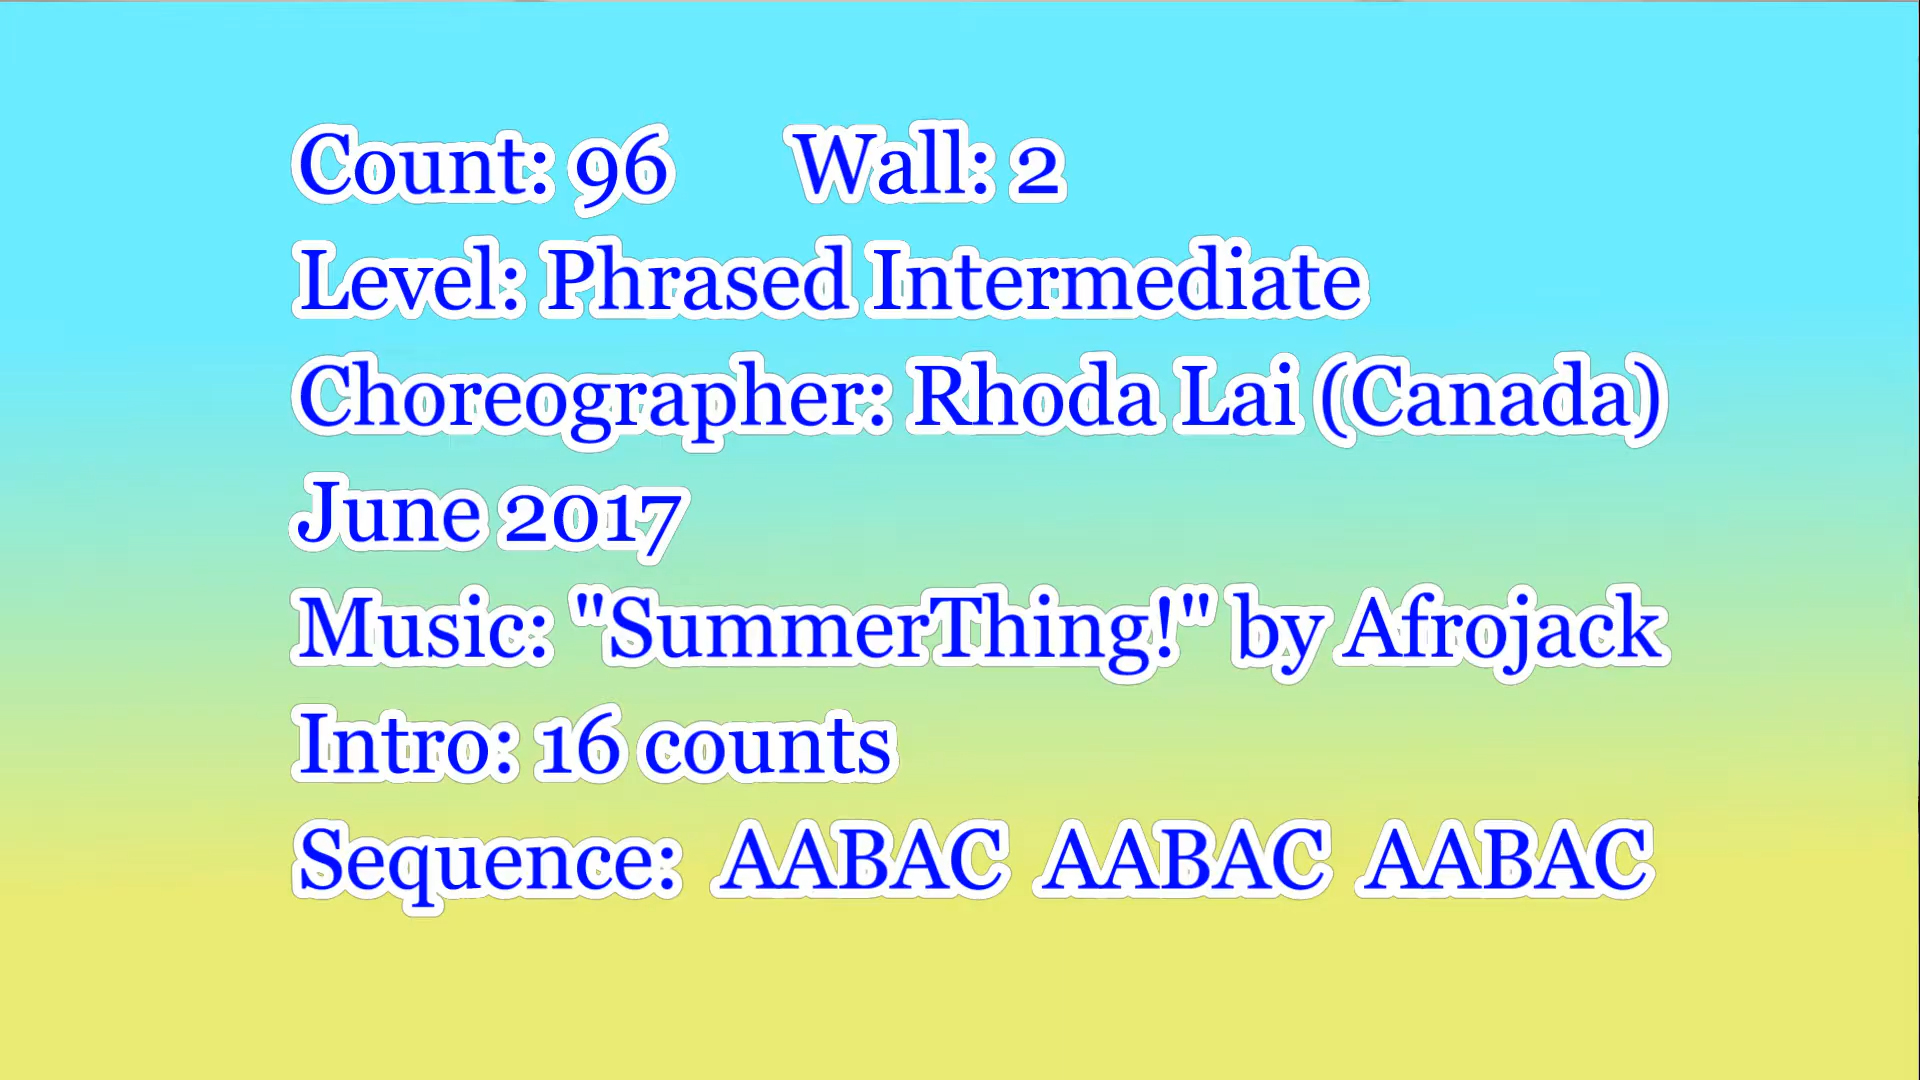 Count: 96 Wall: 2
Level: Phrased Intermediate
Choreographer: Rhoda Lai (Canada)
June 2017
Music: "SummerThing!" by Afrojack
Intro: 16 counts
Sequence: AABAC AABAC AABAC